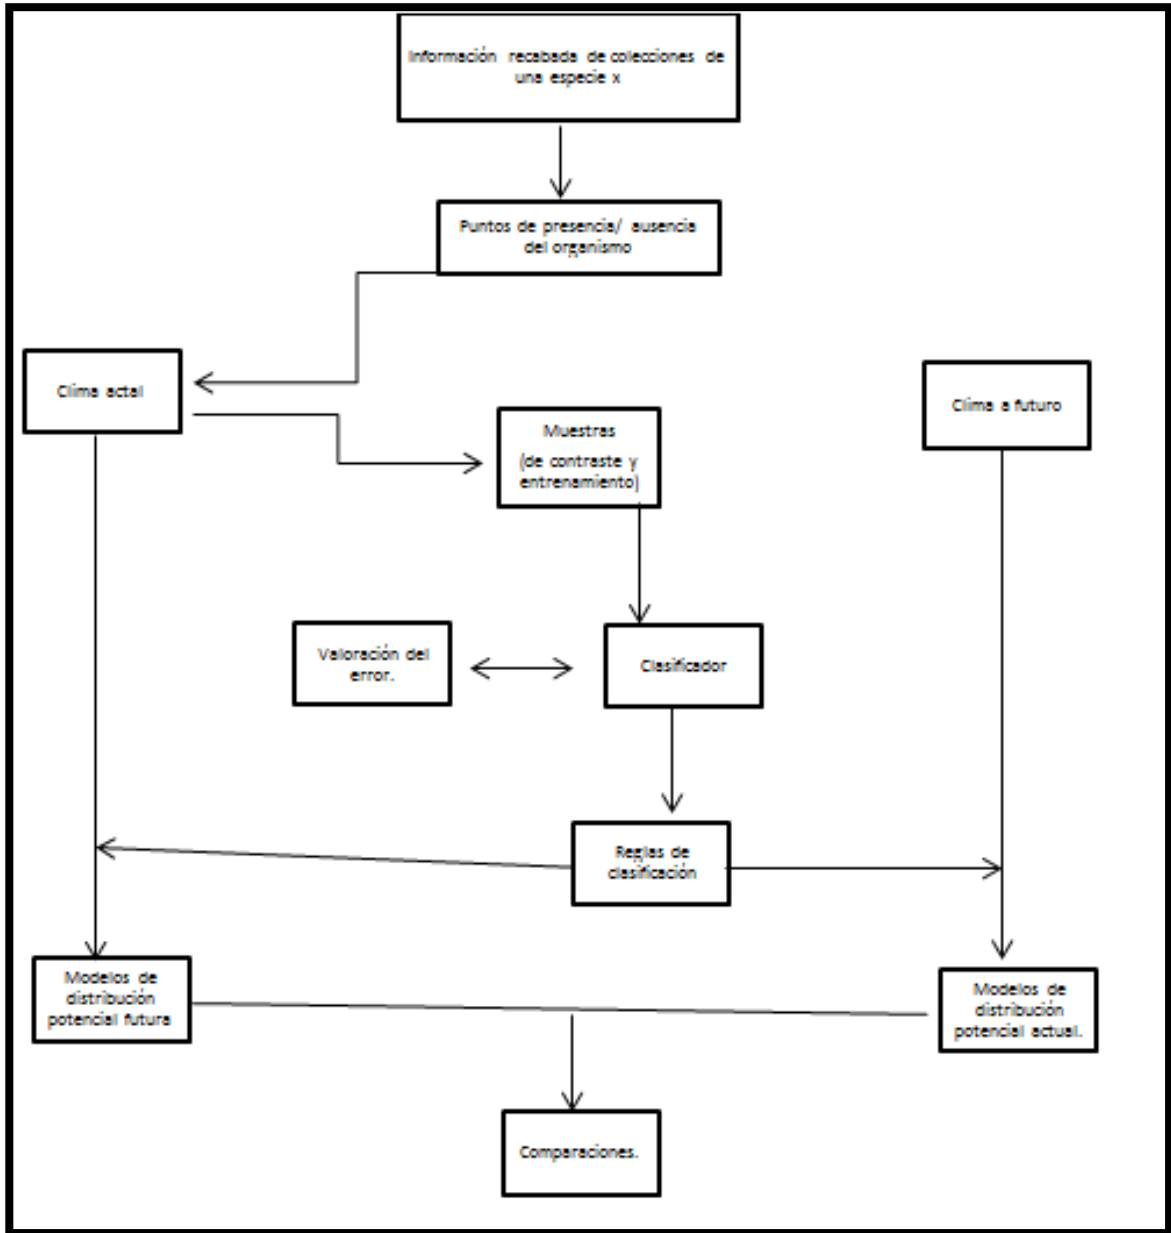 Información recabada de colecciones de
una especie x
Puntos de presencia/ ausencia
del organismo
Clima actal
Clima a futuro
Muestras
(de contraste y
entrenamiento)
Valoración del
error.
Clasificador
Reglas de
clasificación
Modelos de
distribución
potencial futura
Modelos de
distribución
potencial actual.
Comparaciones.